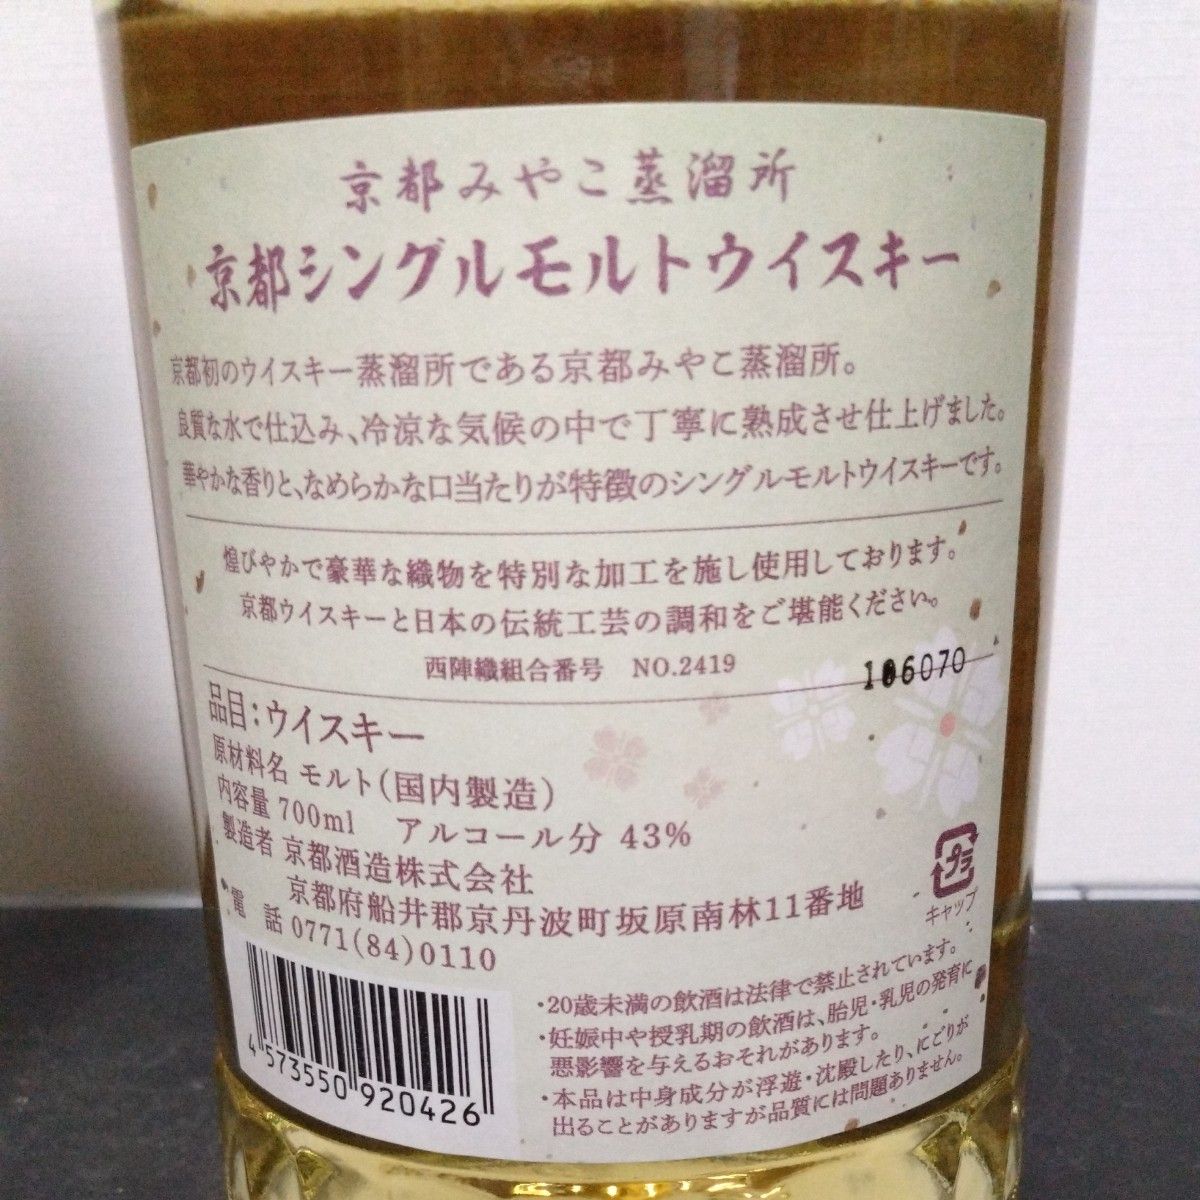 京都みやこ蒸溜所
京都シングルモルトウイスキー
京都初のウイスキー蒸溜所である京都みやこ蒸溜所。
良質な水で仕込み、冷涼な気候の中で丁寧に熟成させ仕上げました。
華やかな香りと、なめらかな口当たりが特徴のシングルモルトウイスキーです。
煌びやかで豪華な織物を特別な加工を施し使用しております。
京都ウイスキーと日本の伝統工芸の調和をご堪能ください。
西陣織組合番号 NO.2419
106070
品目:ウイスキー
原材料名 モルト(国内製造)
内容量 700ml アルコール分 43%
製造者 京都酒造株式会社
京都府船井郡京丹波町坂原南林11番地
電話 0771(84)0110
プラ
キャップ
4 573550 920426
・20歳未満の飲酒は法律で禁止されています。
・妊娠中や授乳期の飲酒は、胎児・乳児の発育に
悪影響を与えるおそれがあります。
・本品は中身成分が浮遊・沈殿したり、にごりが
出ることがありますが品質には問題ありません。